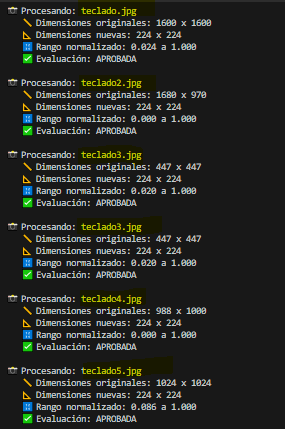 Procesando: teclado.jpg
Dimensiones originales: 1600 x 1600
Dimensiones nuevas: 224 x 224
Rango normalizado: 0.024 a 1.000
Evaluación: APROBADA
Procesando: teclado2.jpg
Dimensiones originales: 1680 x 970
Dimensiones nuevas: 224 x 224
Rango normalizado: 0.000 a 1.000
Evaluación: APROBADA
Procesando: teclado3.jpg
Dimensiones originales: 447 x 447
Dimensiones nuevas: 224 x 224
Rango normalizado: 0.020 a 1.000
Evaluación: APROBADA
Procesando: teclado3.jpg
Dimensiones originales: 447 x 447
Dimensiones nuevas: 224 x 224
Rango normalizado: 0.020 a 1.000
Evaluación: APROBADA
Procesando: teclado4.jpg
Dimensiones originales: 988 x 1000
Dimensiones nuevas: 224 x 224
Rango normalizado: 0.000 a 1.000
Evaluación: APROBADA
Procesando: teclado5.jpg
Dimensiones originales: 1024 x 1024
Dimensiones nuevas: 224 x 224
Rango normalizado: 0.086 a 1.000
Evaluación: APROBADA